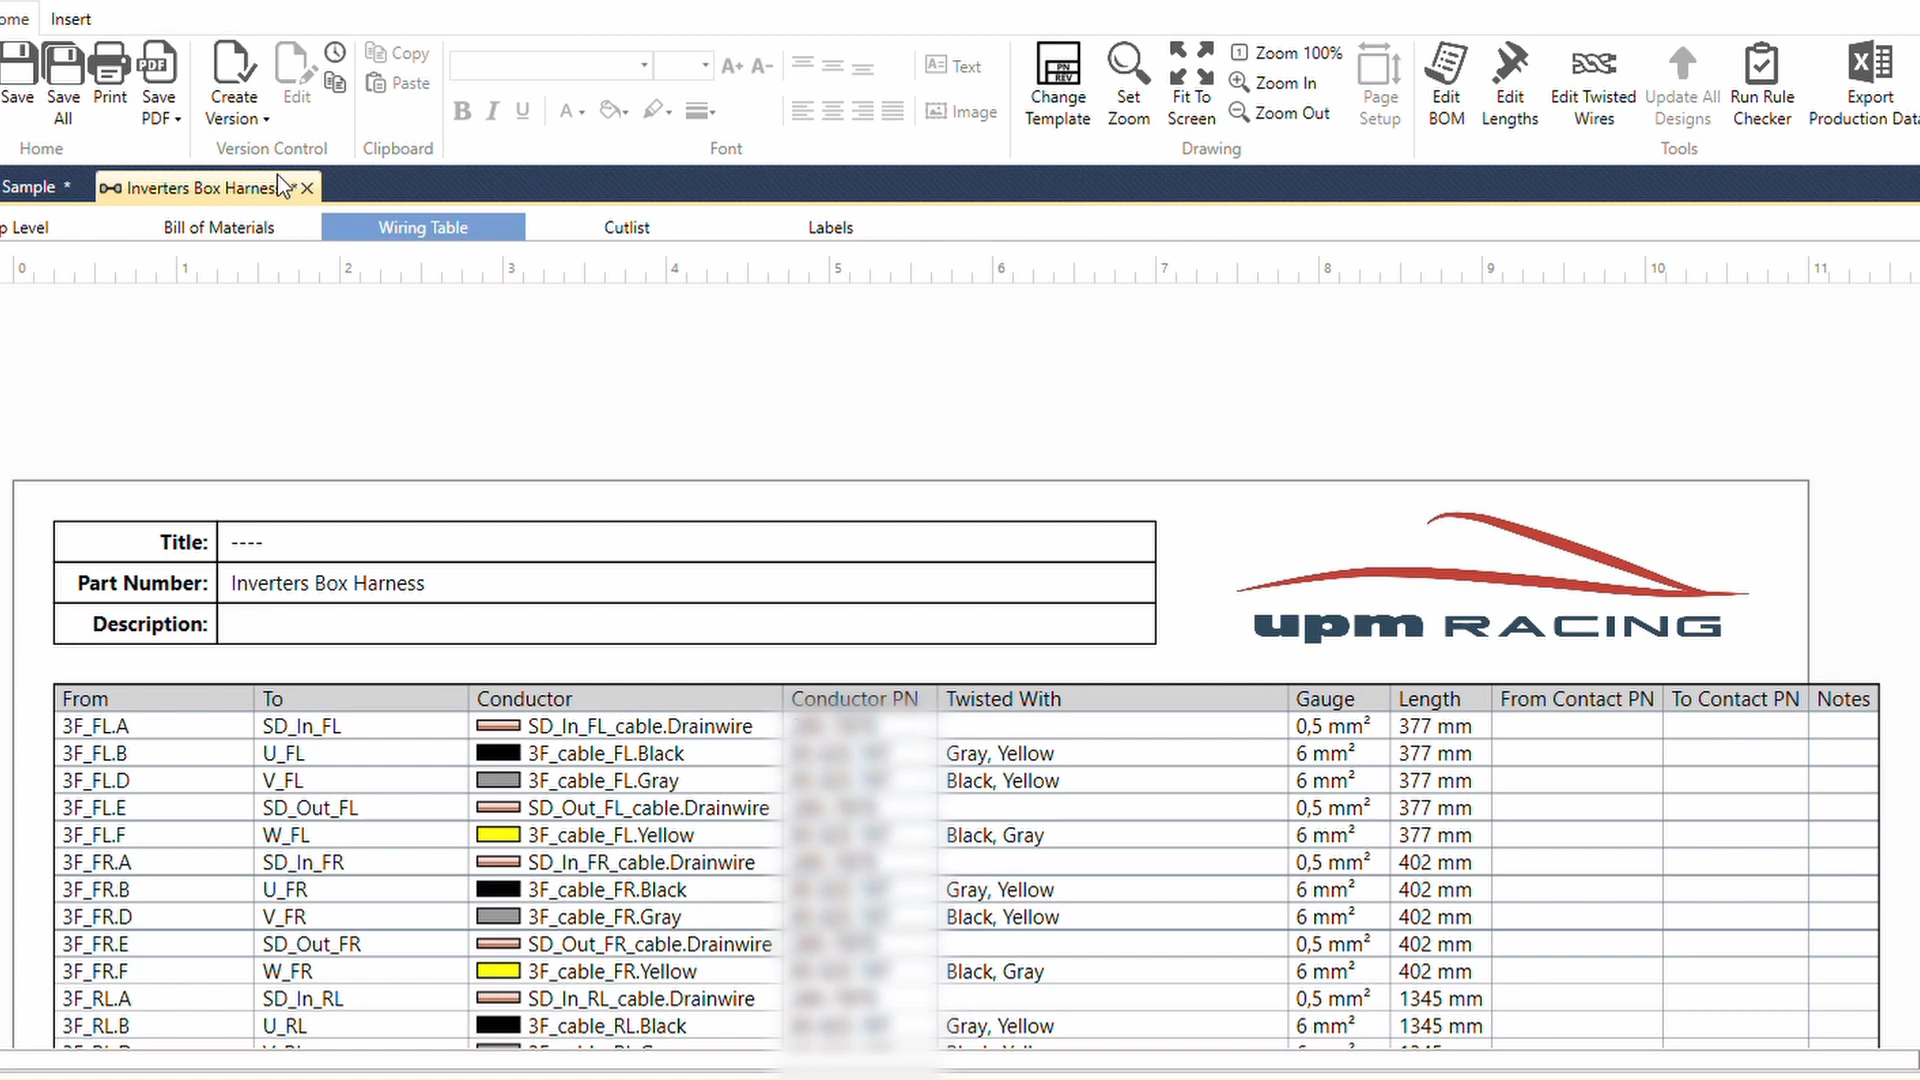 ome Insert
Save Save All Print Save PDF Create Version Edit Copy Paste A+ A- B I U A Text Image Change Template Set Zoom Fit To Screen 1 Zoom 100% Zoom In Zoom Out Page Setup Edit BOM Edit Lengths Edit Twisted Wires Update All Designs Run Rule Checker Export Production Dat
Home Version Control Clipboard Font Drawing Tools
Sample * Inverters Box Harnes
p Level Bill of Materials Wiring Table Cutlist Labels
0 1 2 3 4 5 6 7 8 9 10 11
Title: ----
Part Number: Inverters Box Harness
Description:
upm RACING
From To Conductor Conductor PN Twisted With Gauge Length From Contact PN To Contact PN Notes
3F_FL.A SD_In_FL SD_In_FL_cable.Drainwire 0,5 mm² 377 mm
3F_FL.B U_FL 3F_cable_FL.Black Gray, Yellow 6 mm² 377 mm
3F_FL.D V_FL 3F_cable_FL.Gray Black, Yellow 6 mm² 377 mm
3F_FL.E SD_Out_FL SD_Out_FL_cable.Drainwire 0,5 mm² 377 mm
3F_FL.F W_FL 3F_cable_FL.Yellow Black, Gray 6 mm² 377 mm
3F_FR.A SD_In_FR SD_In_FR_cable.Drainwire 0,5 mm² 402 mm
3F_FR.B U_FR 3F_cable_FR.Black Gray, Yellow 6 mm² 402 mm
3F_FR.D V_FR 3F_cable_FR.Gray Black, Yellow 6 mm² 402 mm
3F_FR.E SD_Out_FR SD_Out_FR_cable.Drainwire 0,5 mm² 402 mm
3F_FR.F W_FR 3F_cable_FR.Yellow Black, Gray 6 mm² 402 mm
3F_RL.A SD_In_RL SD_In_RL_cable.Drainwire 0,5 mm² 1345 mm
3F_RL.B U_RL 3F_cable_RL.Black Gray, Yellow 6 mm² 1345 mm